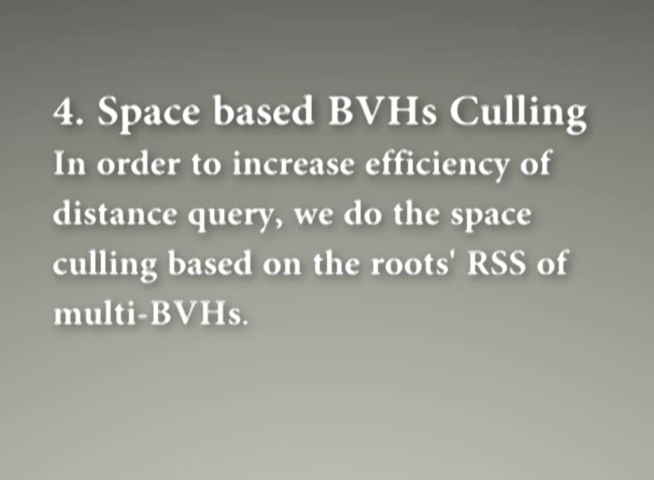 4. Space based BVHs Culling
In order to increase efficiency of
distance query, we do the space
culling based on the roots' RSS of
multi-BVHs.